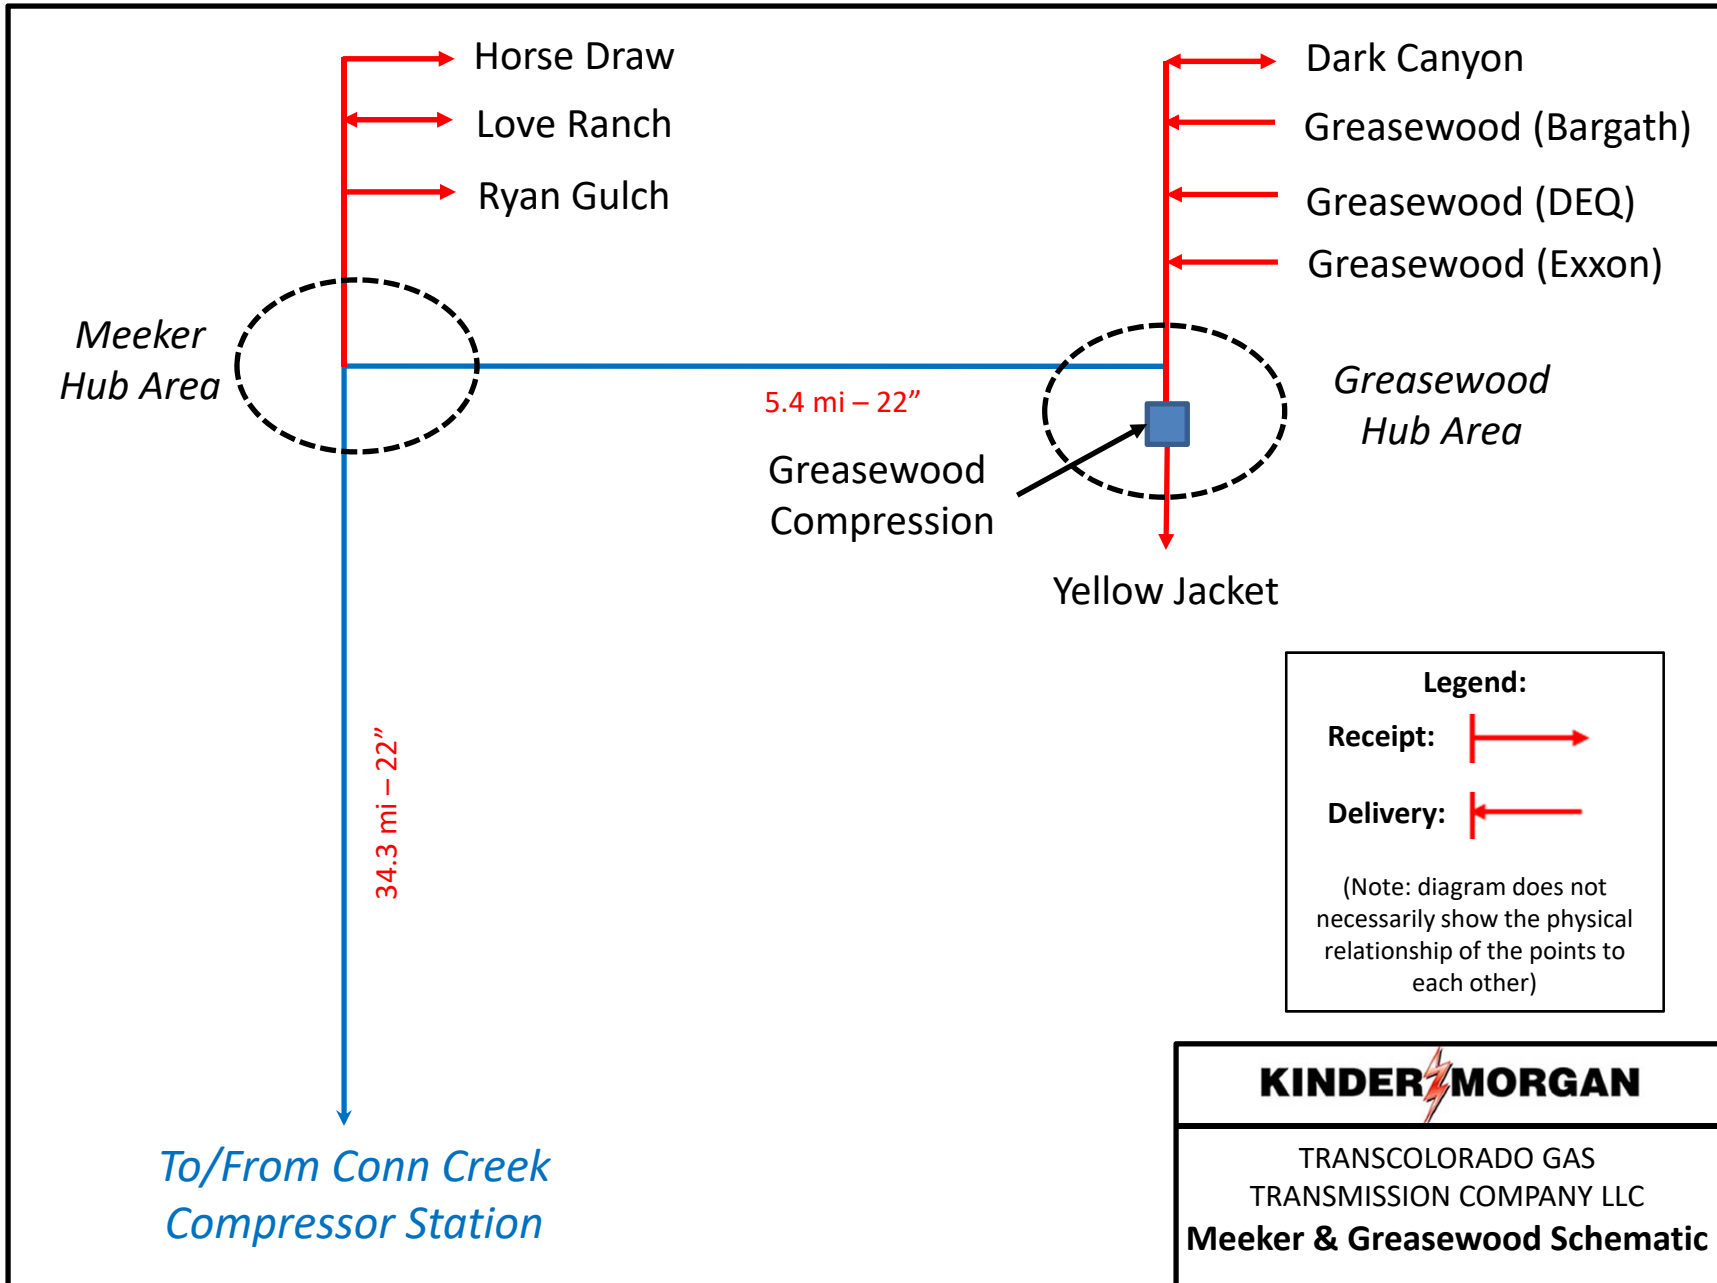 Horse Draw
Love Ranch
Ryan Gulch
Dark Canyon
Greasewood (Bargath)
Greasewood (DEQ)
Greasewood (Exxon)
Meeker
Hub Area
5.4 mi – 22”
Greasewood
Hub Area
Greasewood
Compression
Yellow Jacket
34.3 mi – 22”
To/From Conn Creek
Compressor Station
Legend:
Receipt:
Delivery:
(Note: diagram does not
necessarily show the physical
relationship of the points to
each other)
KINDER MORGAN
TRANSCOLORADO GAS
TRANSMISSION COMPANY LLC
Meeker & Greasewood Schematic